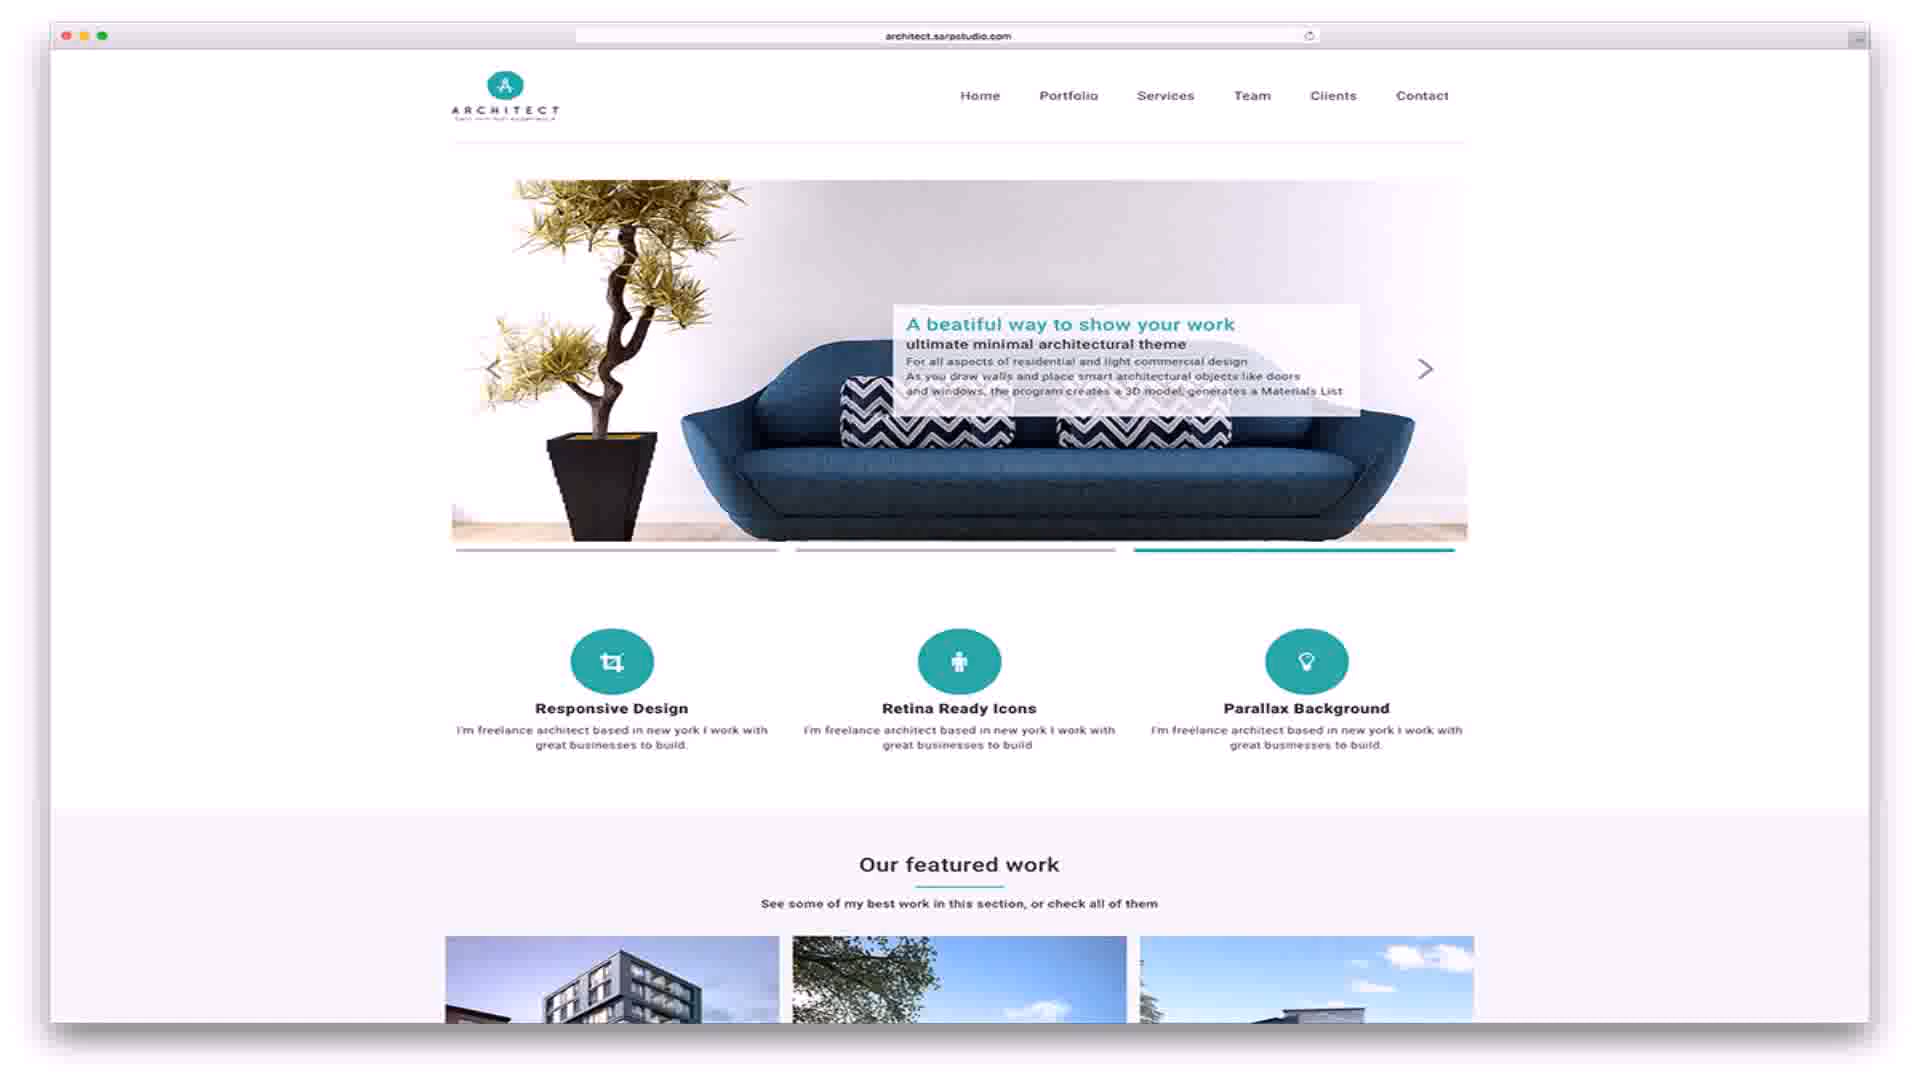 architect.sarpstudio.com
A
ARCHITECT
Home Portfolio Services Team Clients Contact
A beatiful way to show your work
ultimate minimal architectural theme
For all aspects of residential and light commercial design
As you draw walls and place smart architectural objects like doors
and windows, the program creates a 3D model, generates a Materials List
Responsive Design
I'm freelance architect based in new york I work with
great businesses to build.
Retina Ready Icons
I'm freelance architect based in new york I work with
great businesses to build
Parallax Background
I'm freelance architect based in new york I work with
great businesses to build.
Our featured work
See some of my best work in this section, or check all of them